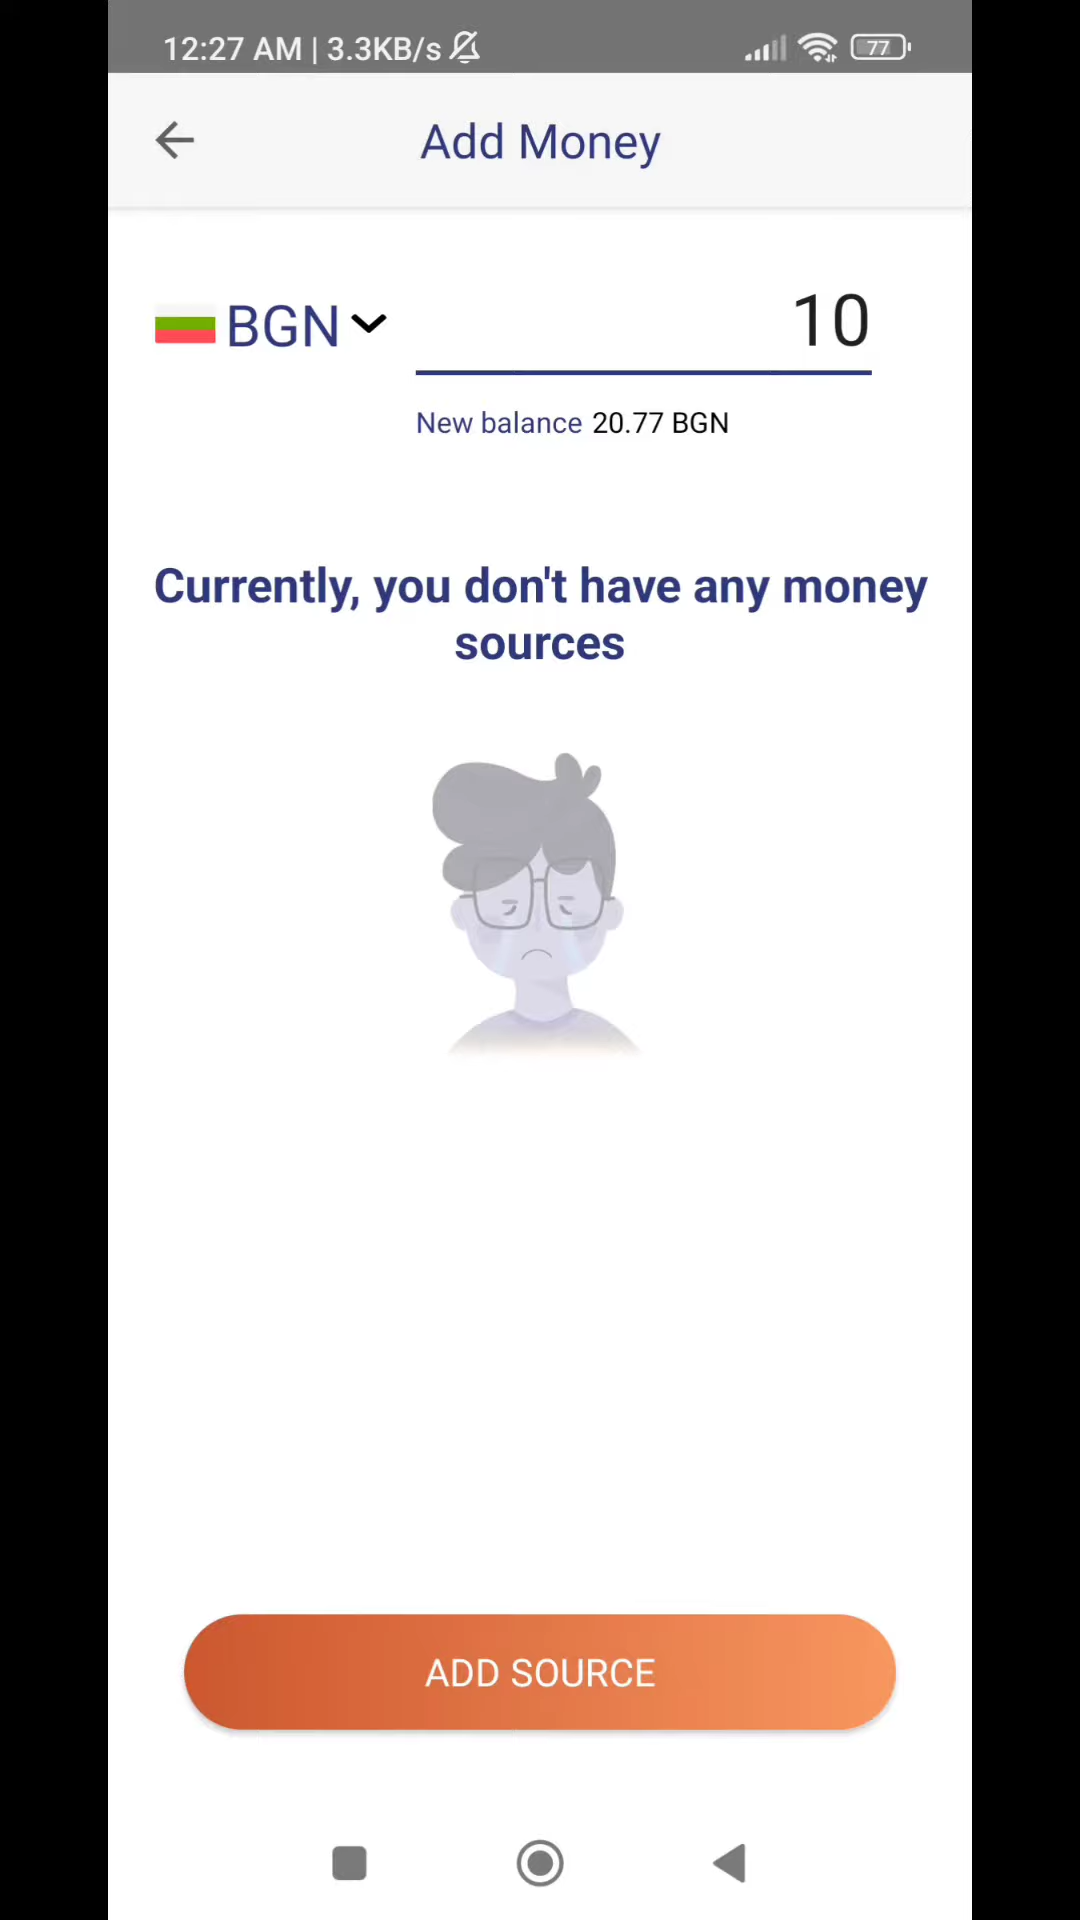 12:27 AM | 3.3KB/s 77
Add Money
BGN 10
New balance 20.77 BGN
Currently, you don't have any money
sources
ADD SOURCE